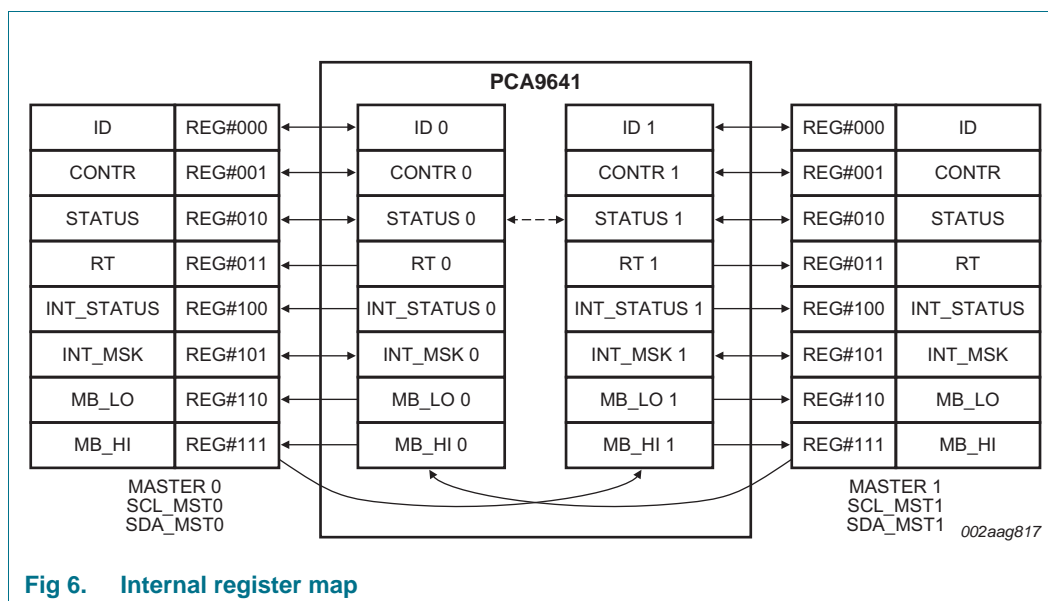 PCA9641
ID REG#000 ID 0 ID 1 REG#000 ID
CONTR REG#001 CONTR 0 CONTR 1 REG#001 CONTR
STATUS REG#010 STATUS 0 STATUS 1 REG#010 STATUS
RT REG#011 RT 0 RT 1 REG#011 RT
INT_STATUS REG#100 INT_STATUS 0 INT_STATUS 1 REG#100 INT_STATUS
INT_MSK REG#101 INT_MSK 0 INT_MSK 1 REG#101 INT_MSK
MB_LO REG#110 MB_LO 0 MB_LO 1 REG#110 MB_LO
MB_HI REG#111 MB_HI 0 MB_HI 1 REG#111 MB_HI
MASTER 0 MASTER 1
SCL_MST0 SCL_MST1
SDA_MST0 SDA_MST1 002aag817
Fig 6. Internal register map